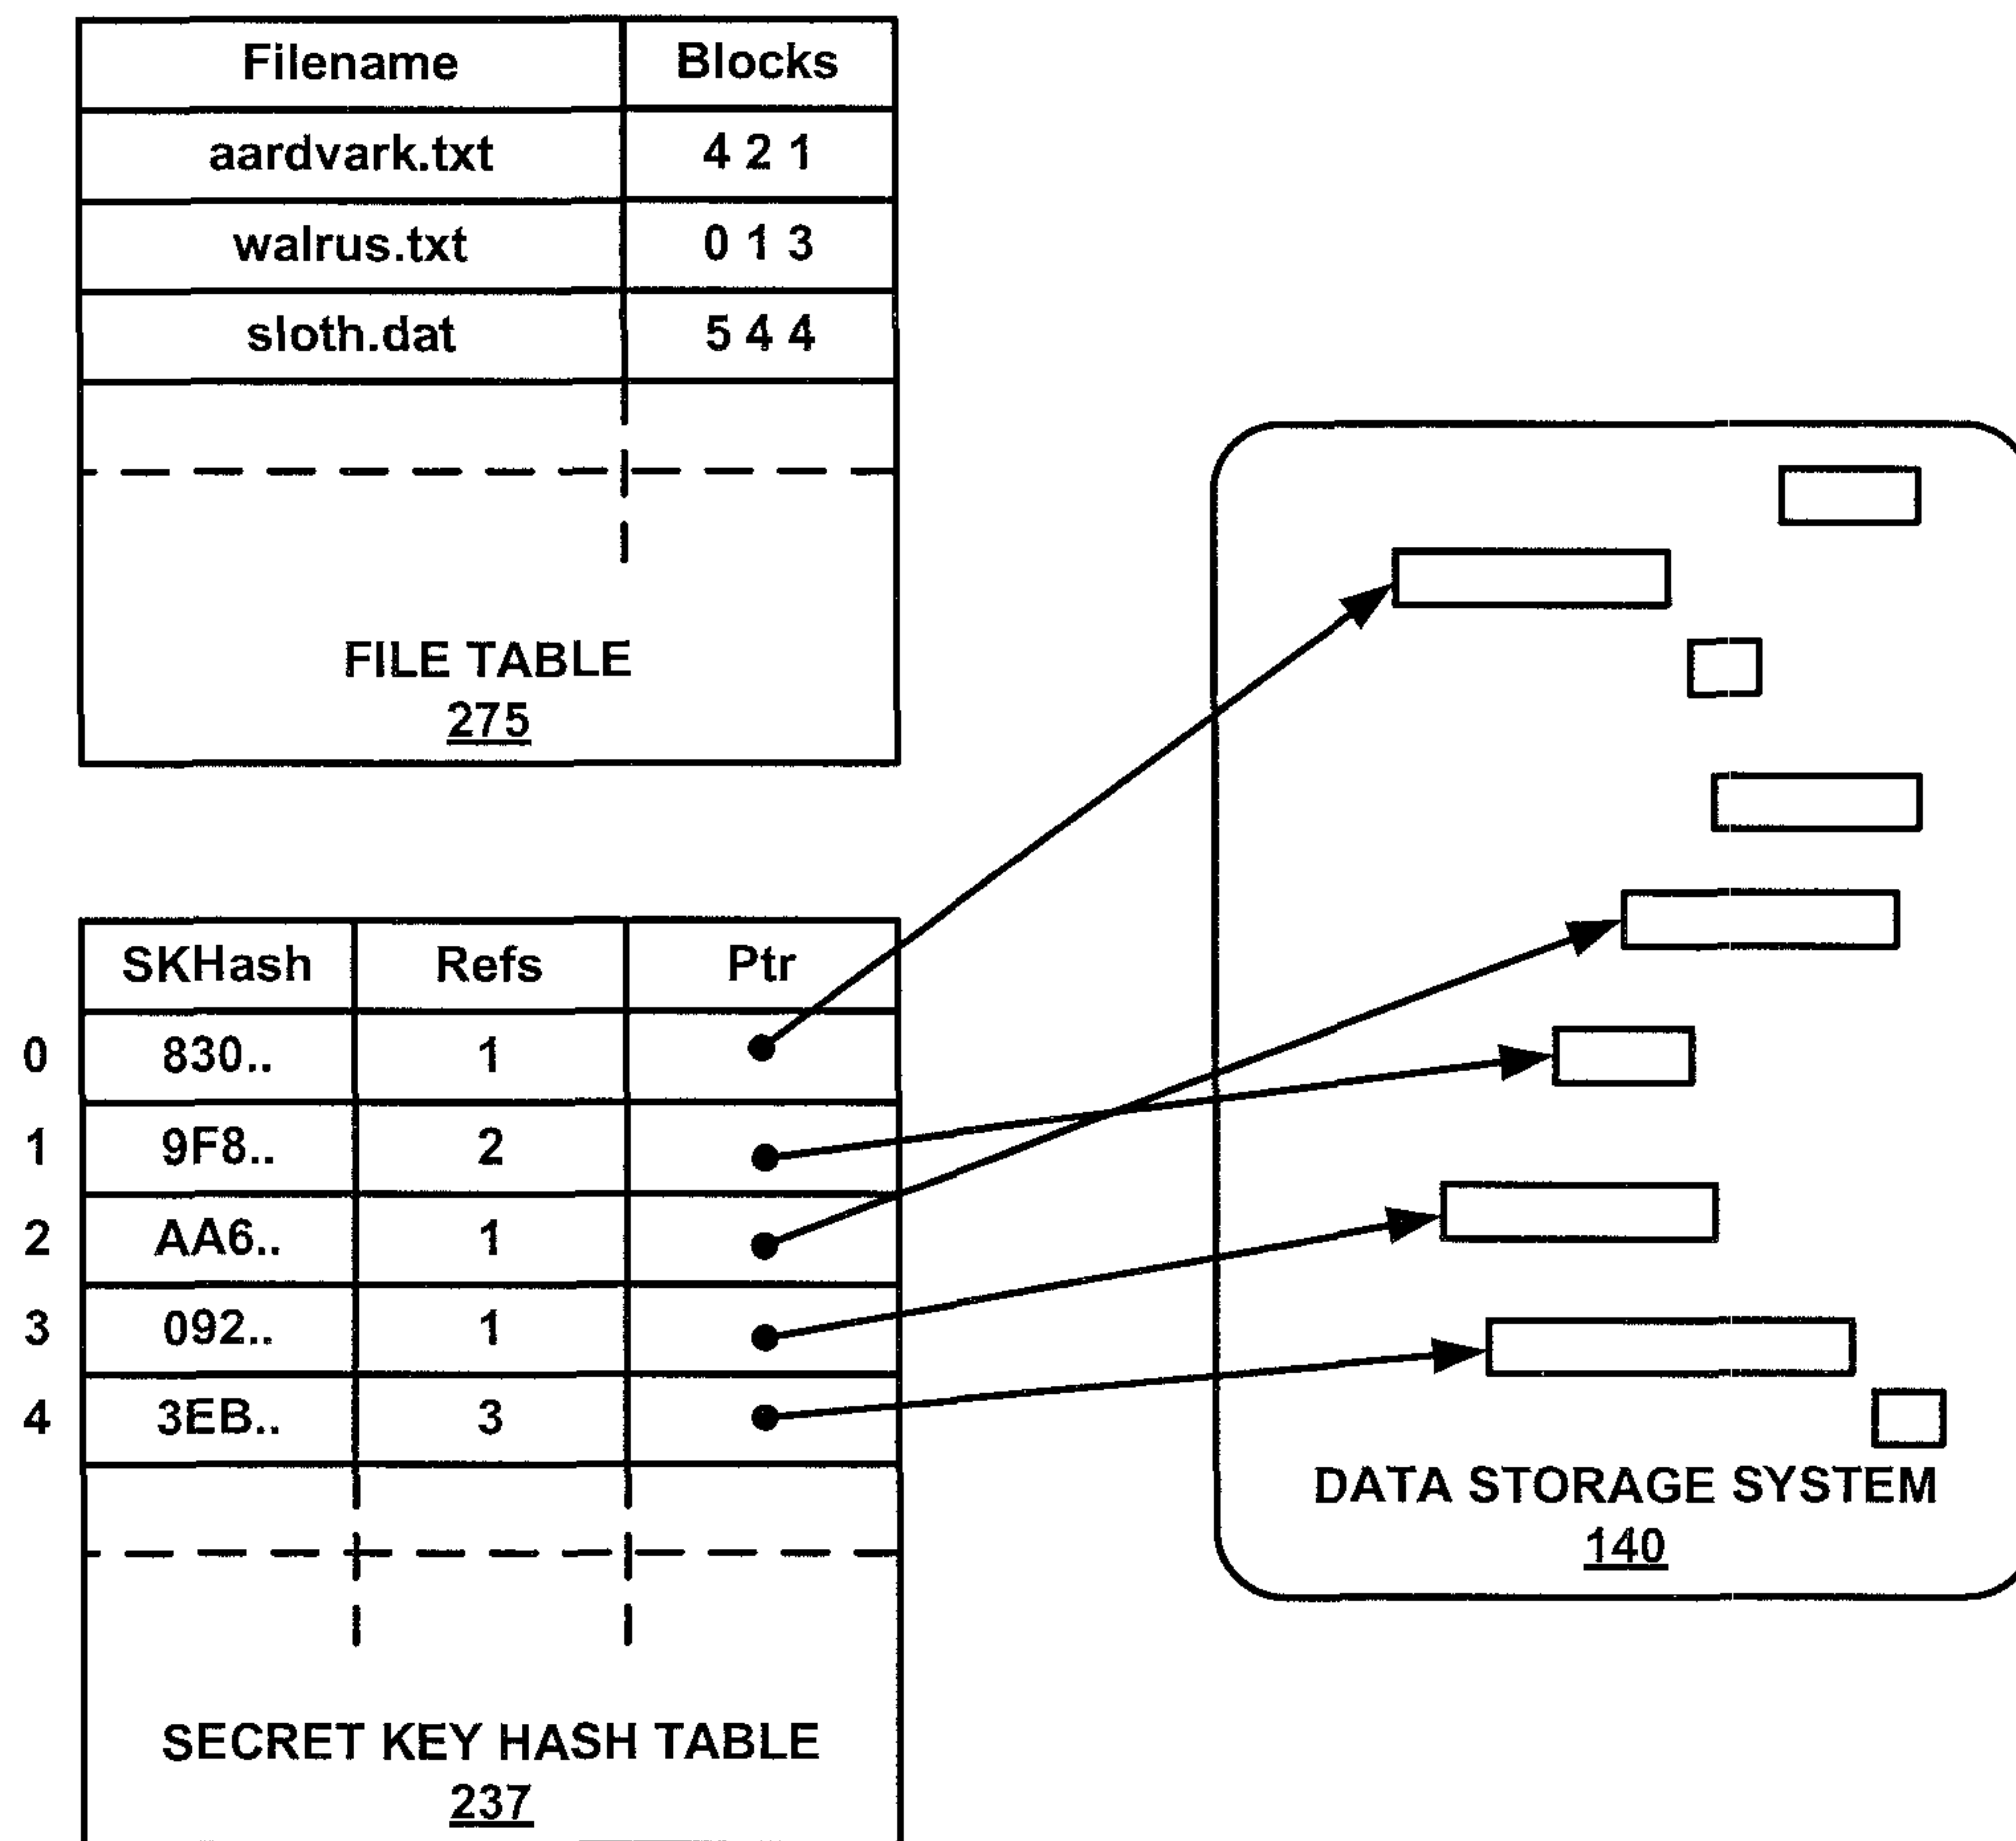 Filename Blocks
aardvark.txt 4 2 1
walrus.txt 0 1 3
sloth.dat 5 4 4
FILE TABLE
275
SKHash Refs Ptr
0 830.. 1
1 9F8.. 2
2 AA6.. 1
3 092.. 1
4 3EB.. 3
SECRET KEY HASH TABLE
237
DATA STORAGE SYSTEM
140